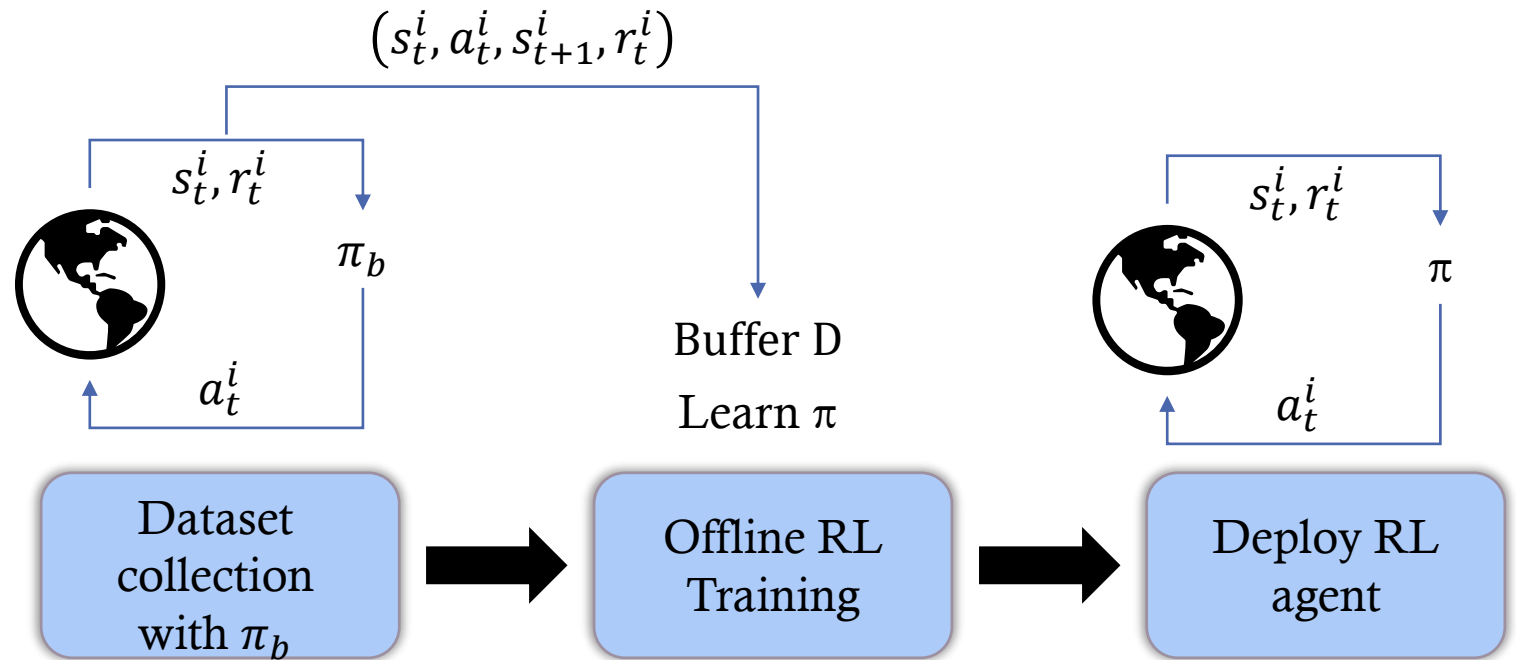 (s_t^i, a_t^i, s_{t+1}^i, r_t^i)
s_t^i, r_t^i
π_b
a_t^i
Buffer D
Learn π
s_t^i, r_t^i
π
a_t^i
Dataset
collection
with π_b
Offline RL
Training
Deploy RL
agent